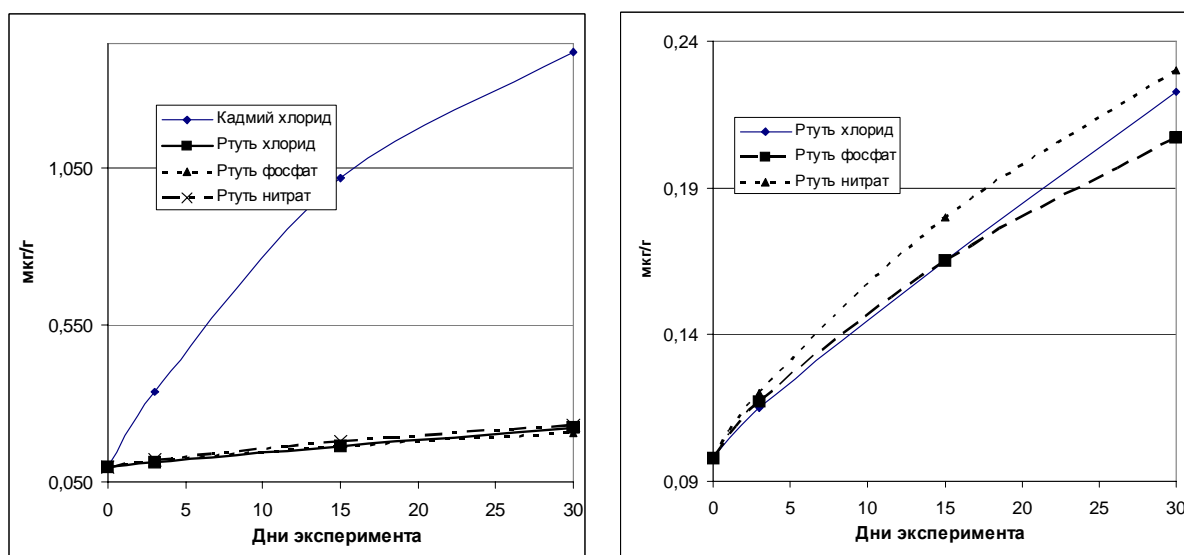 мкг/г
1,050
0,550
0,050
Кадмий хлорид
Ртуть хлорид
Ртуть фосфат
Ртуть нитрат
0 5 10 15 20 25 30
Дни эксперимента
мкг/г
0,24
0,19
0,14
0,09
Ртуть хлорид
Ртуть фосфат
Ртуть нитрат
0 5 10 15 20 25 30
Дни эксперимента